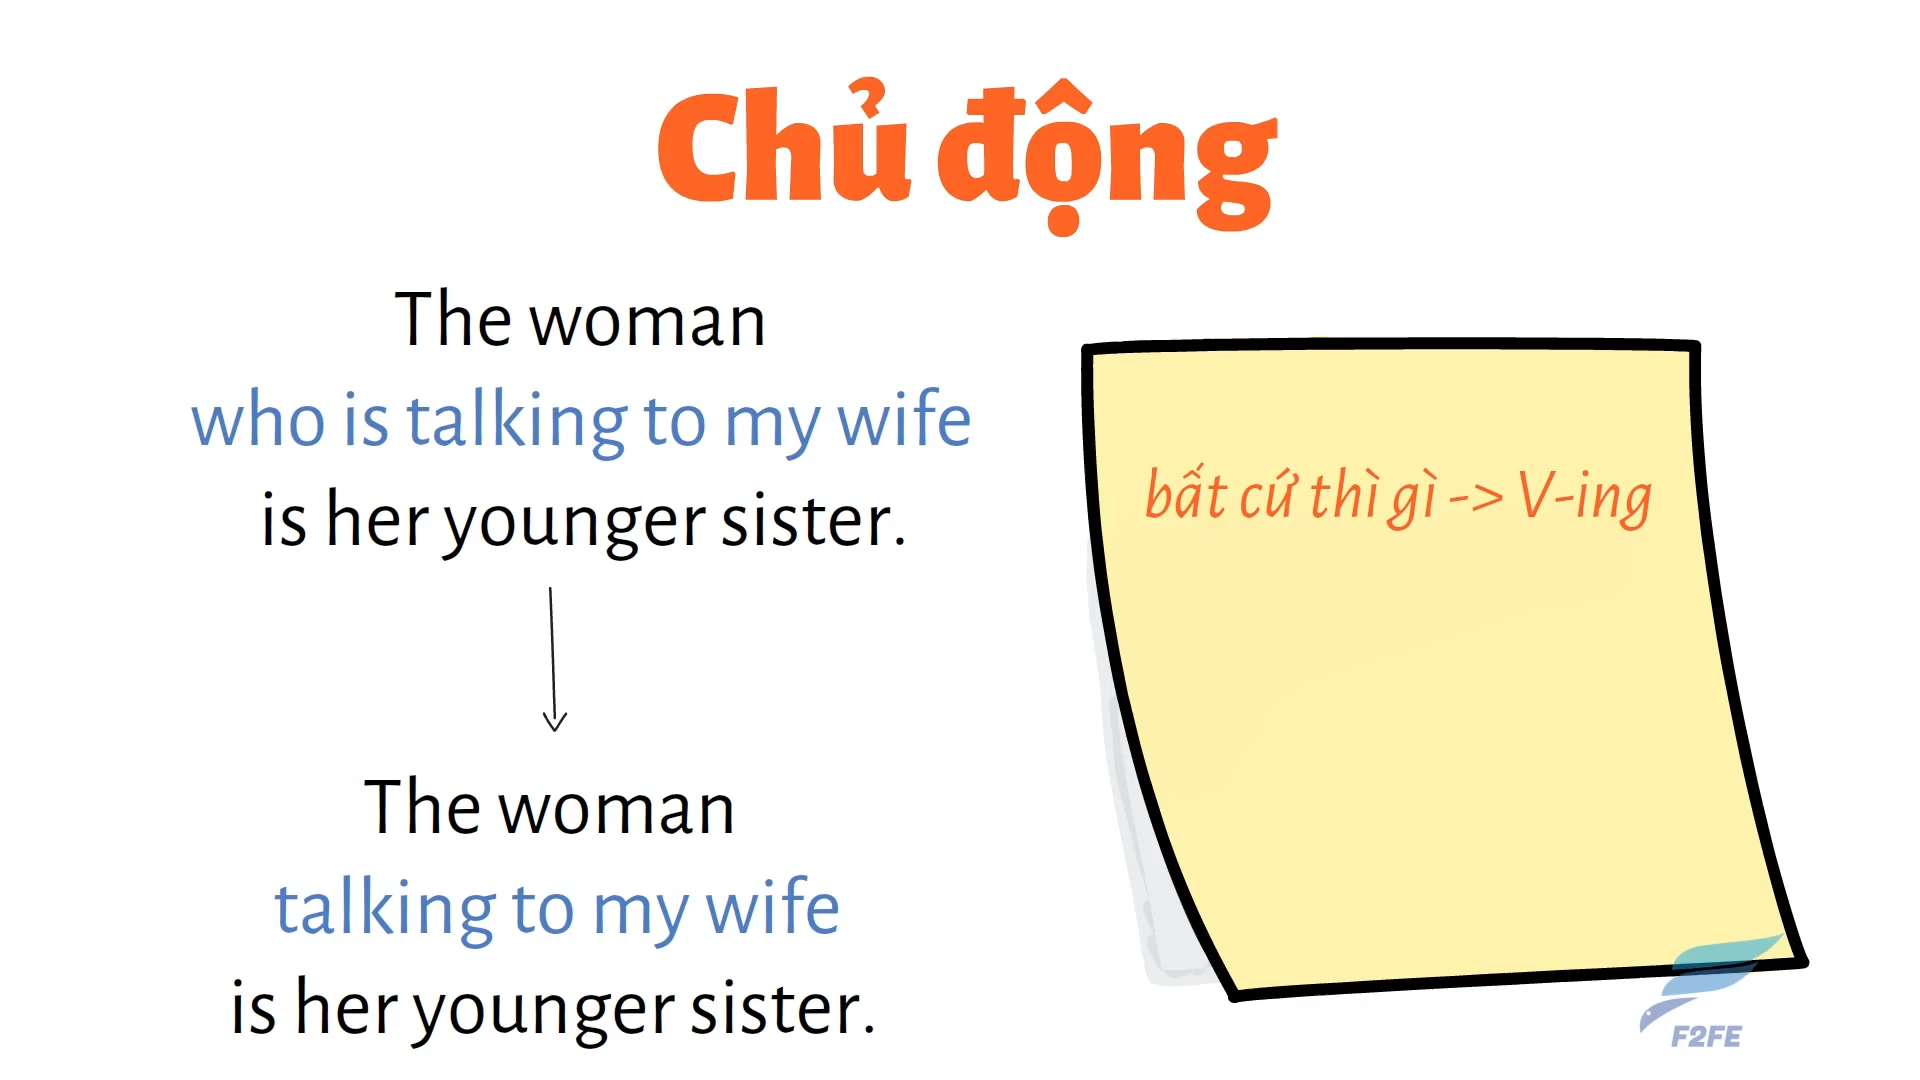 Chủ động
The woman
who is talking to my wife
is her younger sister.
The woman
talking to my wife
is her younger sister.
bất cứ thì gì -> V-ing
F2FE